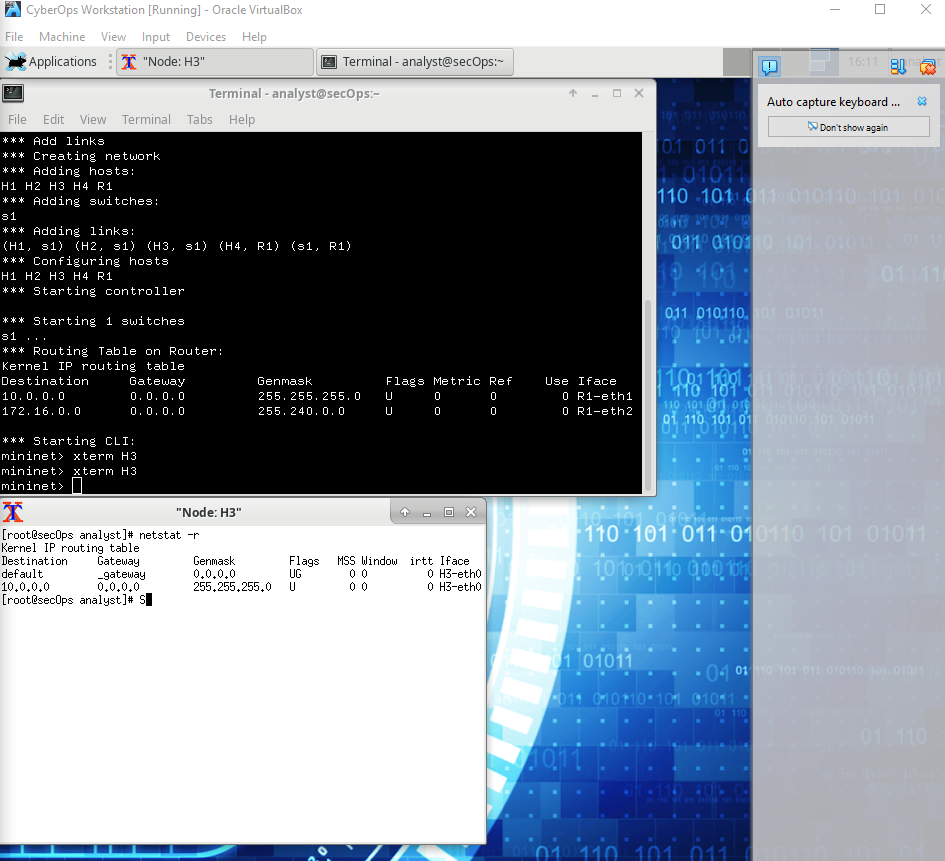 CyberOps Workstation [Running] - Oracle VirtualBox
File Machine View Input Devices Help
Applications "Node: H3" Terminal - analyst@secOps:~ 16:11
Auto capture keyboard ...
Don't show again
Terminal - analyst@secOps:~
File Edit View Terminal Tabs Help
*** Add links
*** Creating network
*** Adding hosts:
H1 H2 H3 H4 R1
*** Adding switches:
s1
*** Adding links:
(H1, s1) (H2, s1) (H3, s1) (H4, R1) (s1, R1)
*** Configuring hosts
H1 H2 H3 H4 R1
*** Starting controller
*** Starting 1 switches
s1 ...
*** Routing Table on Router:
Kernel IP routing table
Destination Gateway Genmask Flags Metric Ref Use Iface
10.0.0.0 0.0.0.0 255.255.255.0 U 0 0 0 R1-eth1
172.16.0.0 0.0.0.0 255.240.0.0 U 0 0 0 R1-eth2
*** Starting CLI:
mininet> xterm H3
mininet> xterm H3
mininet>
"Node: H3"
[root@secOps analyst]# netstat -r
Kernel IP routing table
Destination Gateway Genmask Flags MSS Window irtt Iface
default _gateway 0.0.0.0 UG 0 0 0 H3-eth0
10.0.0.0 0.0.0.0 255.255.255.0 U 0 0 0 H3-eth0
[root@secOps analyst]# S